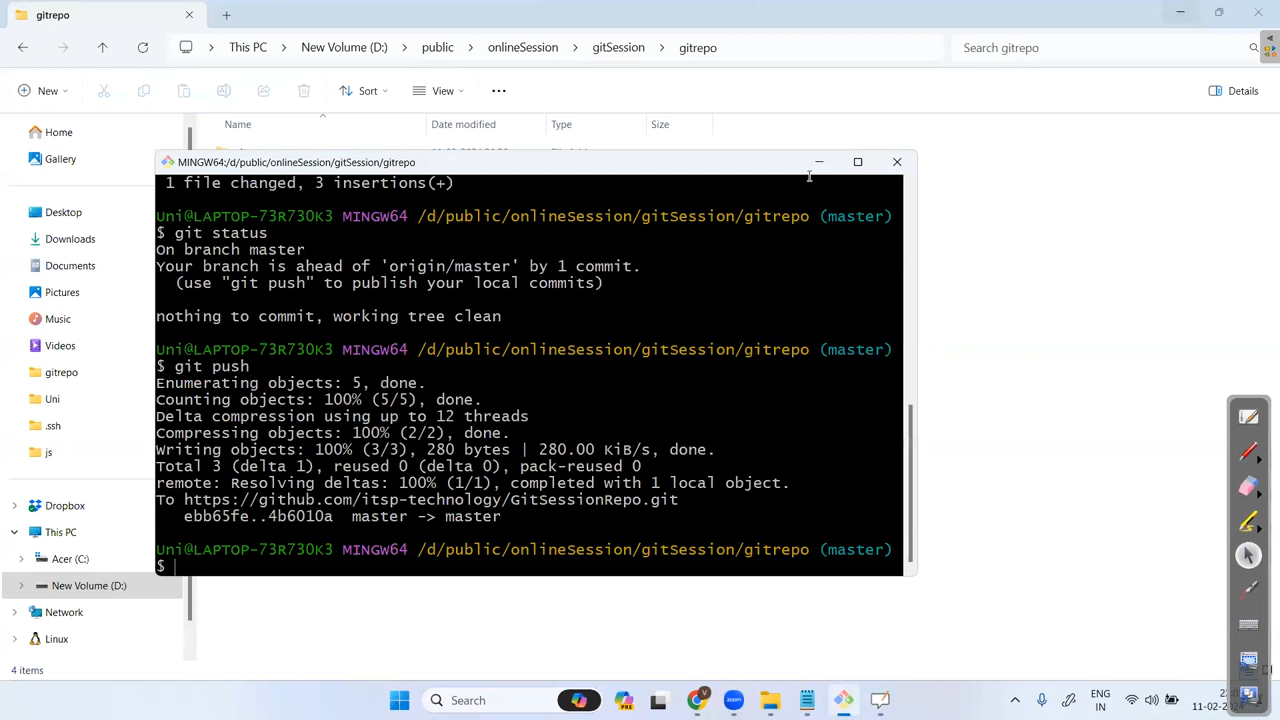 gitrepo
This PC > New Volume (D:) > public > onlineSession > gitSession > gitrepo
Search gitrepo
New
Sort
View
Details
Name
Date modified
Type
Size
Home
Gallery
Desktop
Downloads
Documents
Pictures
Music
Videos
gitrepo
Uni
.ssh
js
Dropbox
This PC
Acer (C:)
New Volume (D:)
Network
Linux
4 items
MINGW64:/d/public/onlineSession/gitSession/gitrepo
1 file changed, 3 insertions(+)
Uni@LAPTOP-73R730K3 MINGW64 /d/public/onlineSession/gitSession/gitrepo (master)
$ git status
On branch master
Your branch is ahead of 'origin/master' by 1 commit.
(use "git push" to publish your local commits)
nothing to commit, working tree clean
Uni@LAPTOP-73R730K3 MINGW64 /d/public/onlineSession/gitSession/gitrepo (master)
$ git push
Enumerating objects: 5, done.
Counting objects: 100% (5/5), done.
Delta compression using up to 12 threads
Compressing objects: 100% (2/2), done.
Writing objects: 100% (3/3), 280 bytes | 280.00 KiB/s, done.
Total 3 (delta 1), reused 0 (delta 0), pack-reused 0
remote: Resolving deltas: 100% (1/1), completed with 1 local object.
To https://github.com/itsp-technology/GitSessionRepo.git
ebb65fe..4b6010a master -> master
Uni@LAPTOP-73R730K3 MINGW64 /d/public/onlineSession/gitSession/gitrepo (master)
$
Search
PRE
V
ENG
IN